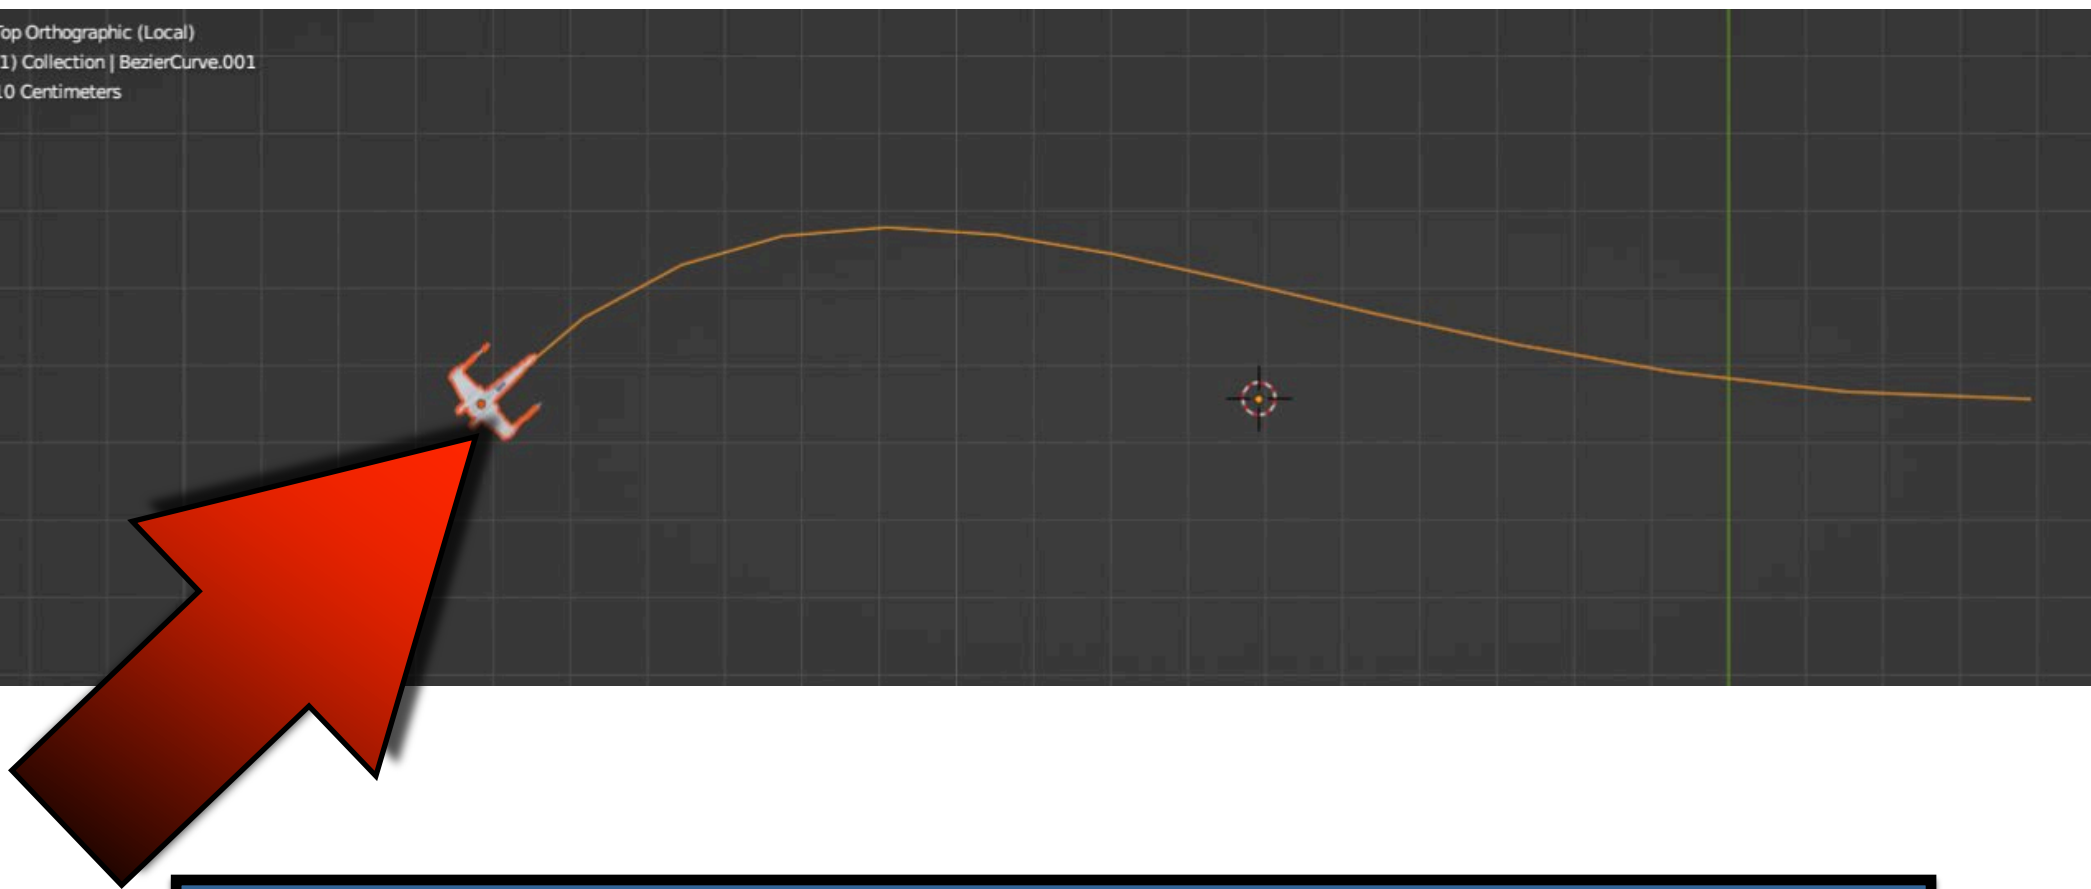 op Orthographic (Local)
1) Collection | BezierCurve.001
10 Centimeters